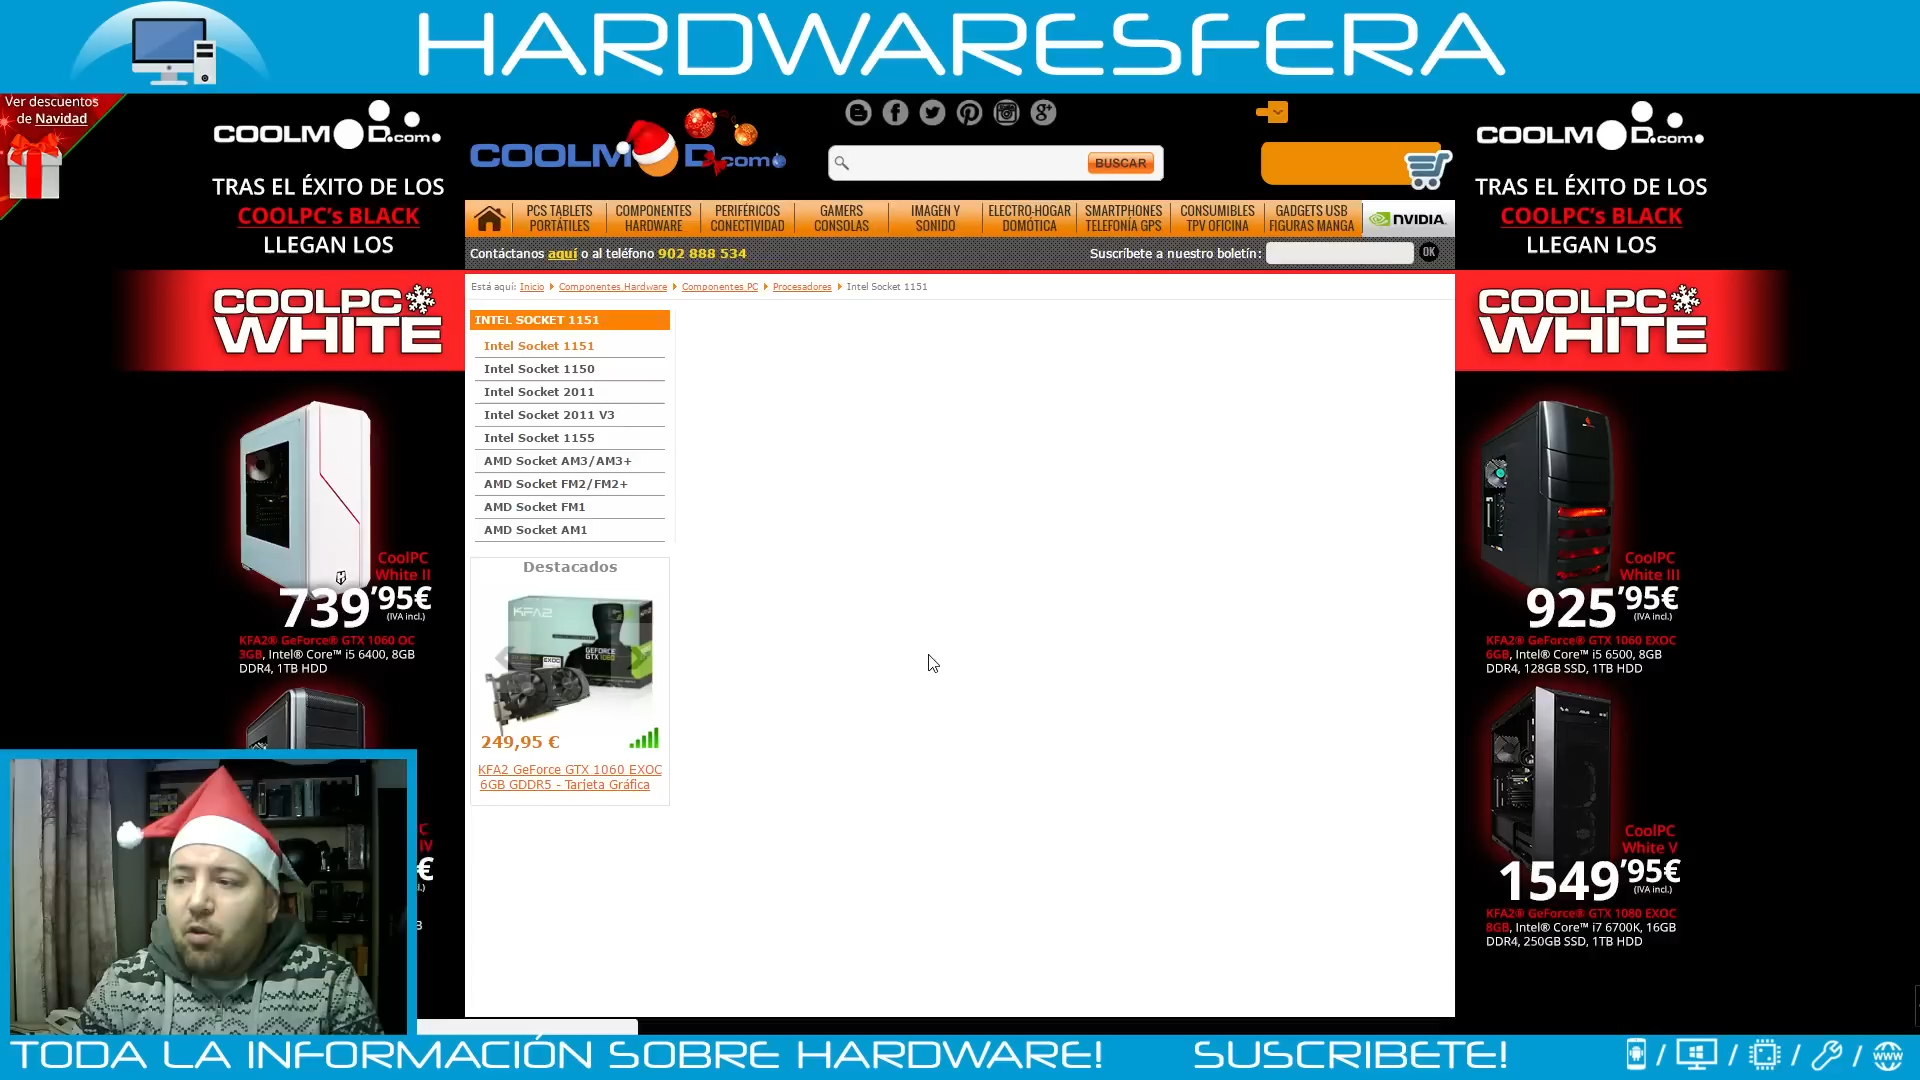 HARDWARESFERA
Ver descuentos
de Navidad
COOLMOD.com
TRAS EL ÉXITO DE LOS
COOLPC's BLACK
LLEGAN LOS
COOLPC
WHITE
CoolPC
White II
739'95€
(IVA incl.)
KFA2® GeForce® GTX 1060 OC
3GB, Intel® Core™ i5 6400, 8GB
DDR4, 1TB HDD
C
IV
€
.)
B
COOLMOD.com
BUSCAR
PCS TABLETS
PORTÁTILES
COMPONENTES
HARDWARE
PERIFÉRICOS
CONECTIVIDAD
GAMERS
CONSOLAS
IMAGEN Y
SONIDO
ELECTRO-HOGAR
DOMÓTICA
SMARTPHONES
TELEFONÍA GPS
CONSUMIBLES
TPV OFICINA
GADGETS USB
FIGURAS MANGA
NVIDIA.
Contáctanos aquí o al teléfono 902 888 534
Suscríbete a nuestro boletín:
OK
Está aquí: Inicio Componentes Hardware Componentes PC Procesadores Intel Socket 1151
INTEL SOCKET 1151
Intel Socket 1151
Intel Socket 1150
Intel Socket 2011
Intel Socket 2011 V3
Intel Socket 1155
AMD Socket AM3/AM3+
AMD Socket FM2/FM2+
AMD Socket FM1
AMD Socket AM1
Destacados
KFA2
GEFORCE
GTX 1060
EXOC
249,95 €
KFA2 GeForce GTX 1060 EXOC
6GB GDDR5 - Tarjeta Gráfica
COOLMOD.com
TRAS EL ÉXITO DE LOS
COOLPC's BLACK
LLEGAN LOS
COOLPC
WHITE
CoolPC
White III
925'95€
(IVA incl.)
KFA2® GeForce® GTX 1060 EXOC
6GB, Intel® Core™ i5 6500, 8GB
DDR4, 128GB SSD, 1TB HDD
CoolPC
White V
1549'95€
(IVA incl.)
KFA2® GeForce® GTX 1080 EXOC
8GB, Intel® Core™ i7 6700K, 16GB
DDR4, 250GB SSD, 1TB HDD
TODA LA INFORMACIÓN SOBRE HARDWARE!
SUSCRIBETE!
/ / / /
WWW